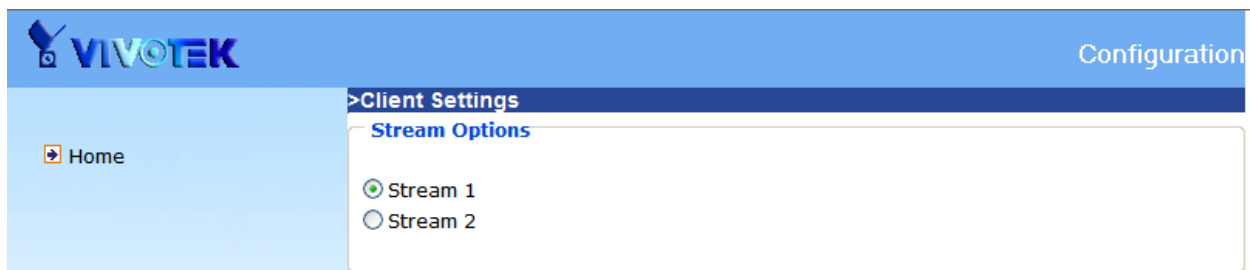 VIVOTEK
Configuration
>Client Settings
Stream Options
Home
Stream 1
Stream 2